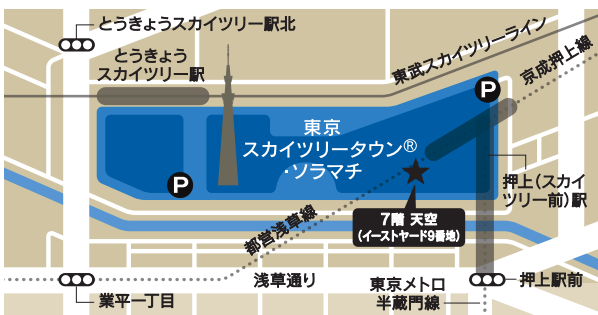 とうきょうスカイツリー駅北
とうきょう
スカイツリー駅
東武スカイツリーライン
京成押上線
P
東京
スカイツリータウン®
・ソラマチ
P
押上(スカイ
ツリー前)駅
7階 天空
(イーストヤード9番地)
都営浅草線
浅草通り
東京メトロ
半蔵門線
押上駅前
業平一丁目